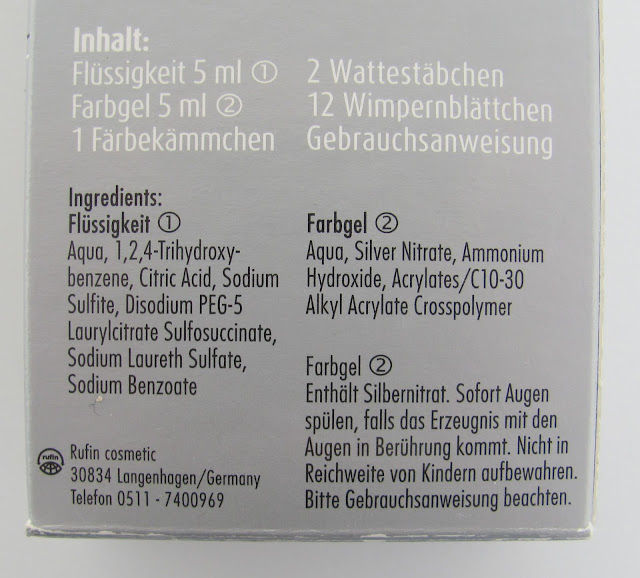 Inhalt:
Flüssigkeit 5 ml ①
Farbgel 5 ml ②
1 Färbekämmchen
2 Wattestäbchen
12 Wimpernblättchen
Gebrauchsanweisung
Ingredients:
Flüssigkeit ①
Aqua, 1,2,4-Trihydroxy-
benzene, Citric Acid, Sodium
Sulfite, Disodium PEG-5
Laurylcitrate Sulfosuccinate,
Sodium Laureth Sulfate,
Sodium Benzoate
Farbgel ②
Aqua, Silver Nitrate, Ammonium
Hydroxide, Acrylates/C10-30
Alkyl Acrylate Crosspolymer
Farbgel ②
Enthält Silbernitrat. Sofort Augen
spülen, falls das Erzeugnis mit den
Augen in Berührung kommt. Nicht in
Reichweite von Kindern aufbewahren.
Bitte Gebrauchsanweisung beachten.
rufin
Rufin cosmetic
30834 Langenhagen/Germany
Telefon 0511 - 7400969